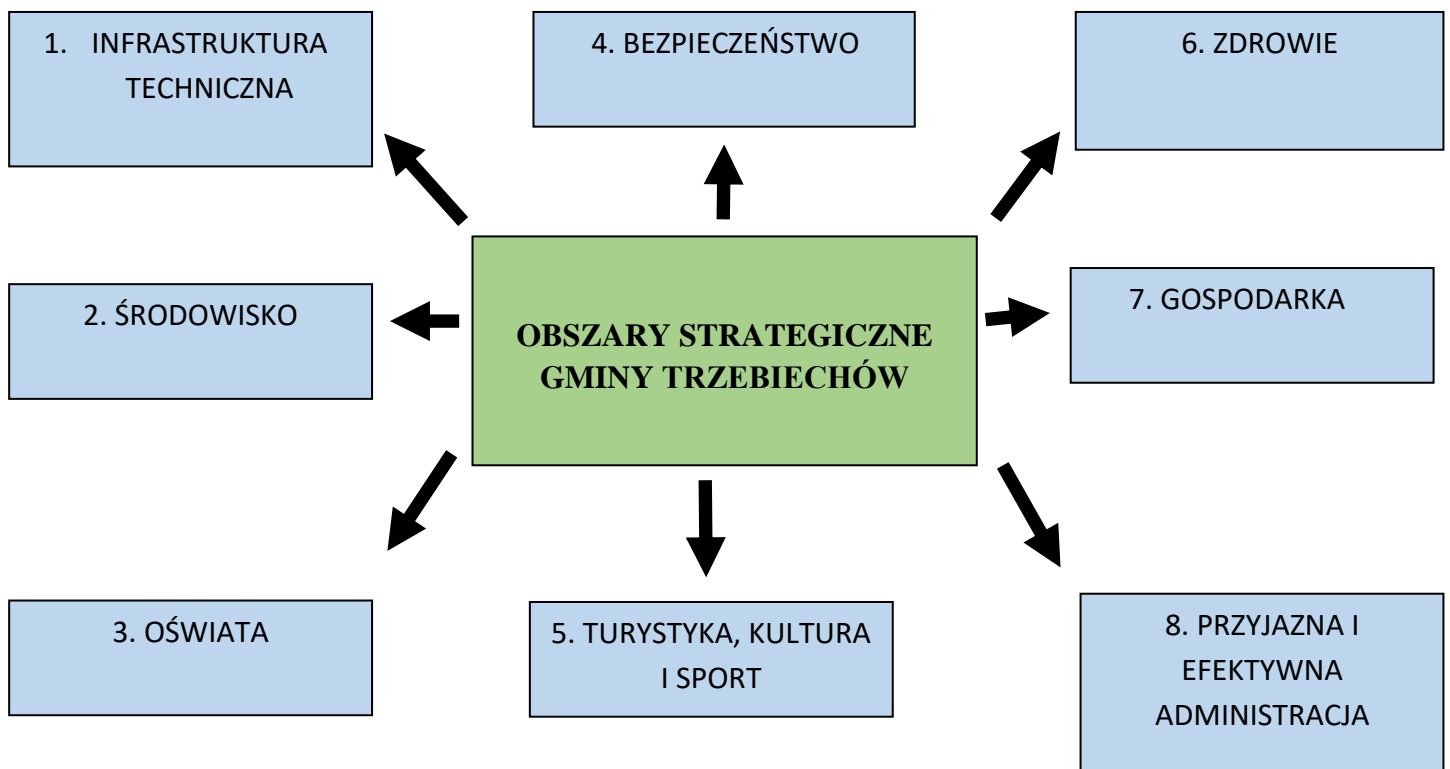 1. INFRASTRUKTURA
TECHNICZNA
4. BEZPIECZEŃSTWO
6. ZDROWIE
2. ŚRODOWISKO
OBSZARY STRATEGICZNE
GMINY TRZEBIECHÓW
7. GOSPODARKA
3. OŚWIATA
5. TURYSTYKA, KULTURA
I SPORT
8. PRZYJAZNA I
EFEKTYWNA
ADMINISTRACJA